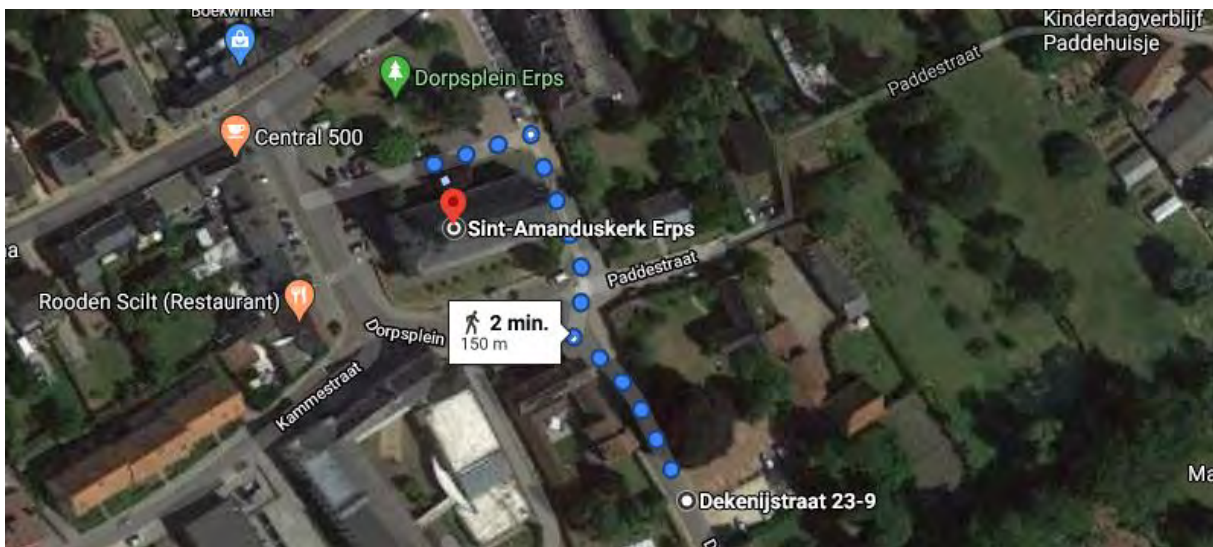 Boekwinkel
Kinderdagverblijf
Paddehuisje
Dorpsplein Erps
Paddestraat
Central 500
Sint-Amanduskerk Erps
Paddestraat
Rooden Scilt (Restaurant)
2 min.
150 m
Dorpsplein
Kammestraat
Dekenijstraat 23-9